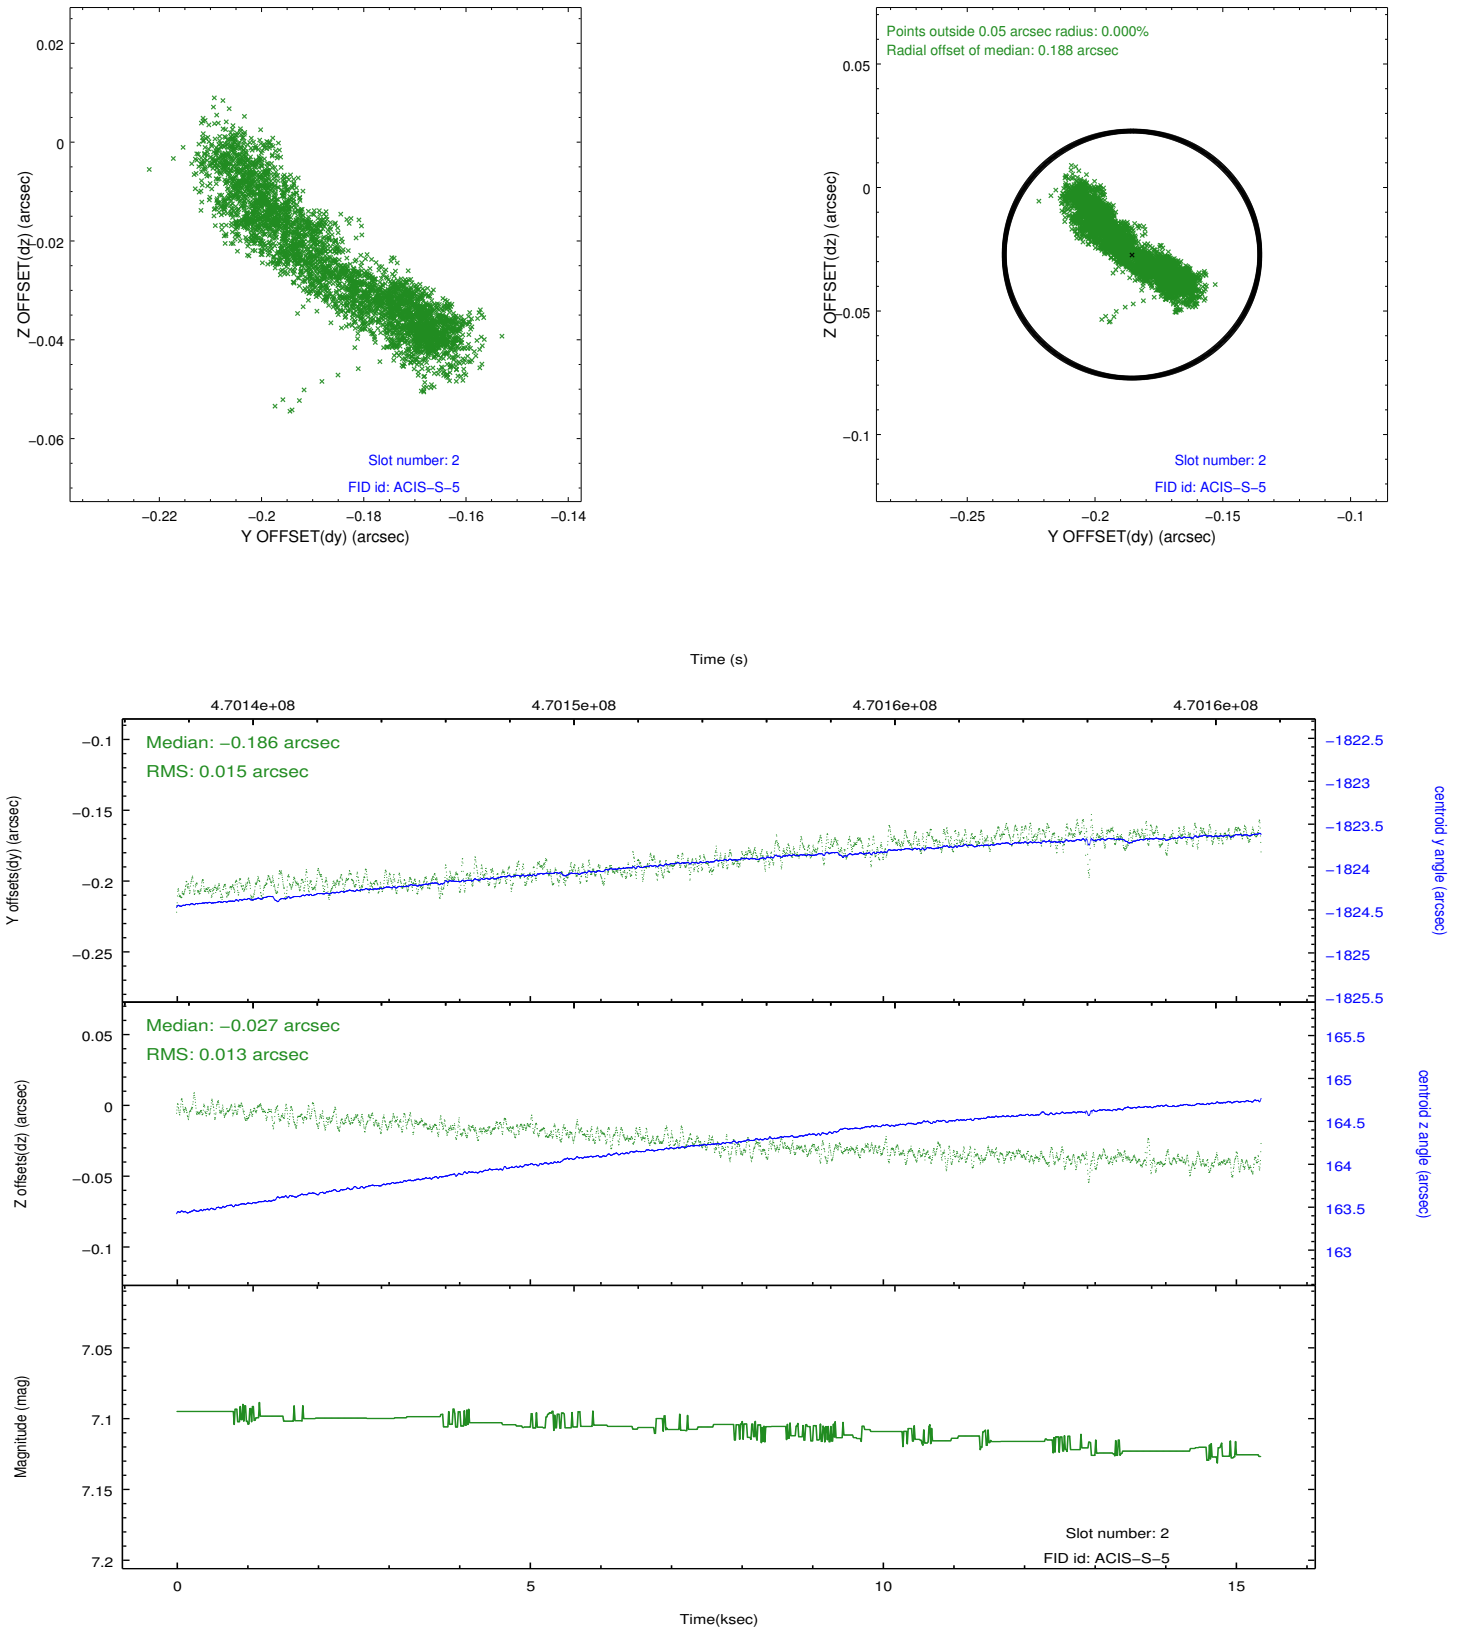 0.02
0
−0.02
−0.04
−0.06
Z OFFSET(dz) (arcsec)
Slot number: 2
FID id: ACIS−S−5
−0.22
−0.2
−0.18
−0.16
−0.14
Y OFFSET(dy) (arcsec)
Points outside 0.05 arcsec radius: 0.000%
Radial offset of median: 0.188 arcsec
0.05
0
−0.05
−0.1
Z OFFSET(dz) (arcsec)
Slot number: 2
FID id: ACIS−S−5
−0.25
−0.2
−0.15
−0.1
Y OFFSET(dy) (arcsec)
Time (s)
4.7014e+08
4.7015e+08
4.7016e+08
4.7016e+08
Median: −0.186 arcsec
RMS: 0.015 arcsec
−0.1
−0.15
−0.2
−0.25
Y offsets(dy) (arcsec)
−1822.5
−1823
−1823.5
−1824
−1824.5
−1825
−1825.5
centroid y angle (arcsec)
Median: −0.027 arcsec
RMS: 0.013 arcsec
0.05
0
−0.05
−0.1
Z offsets(dz) (arcsec)
165.5
165
164.5
164
163.5
163
centroid z angle (arcsec)
7.05
7.1
7.15
7.2
Magnitude (mag)
Slot number: 2
FID id: ACIS−S−5
0
5
10
15
Time(ksec)